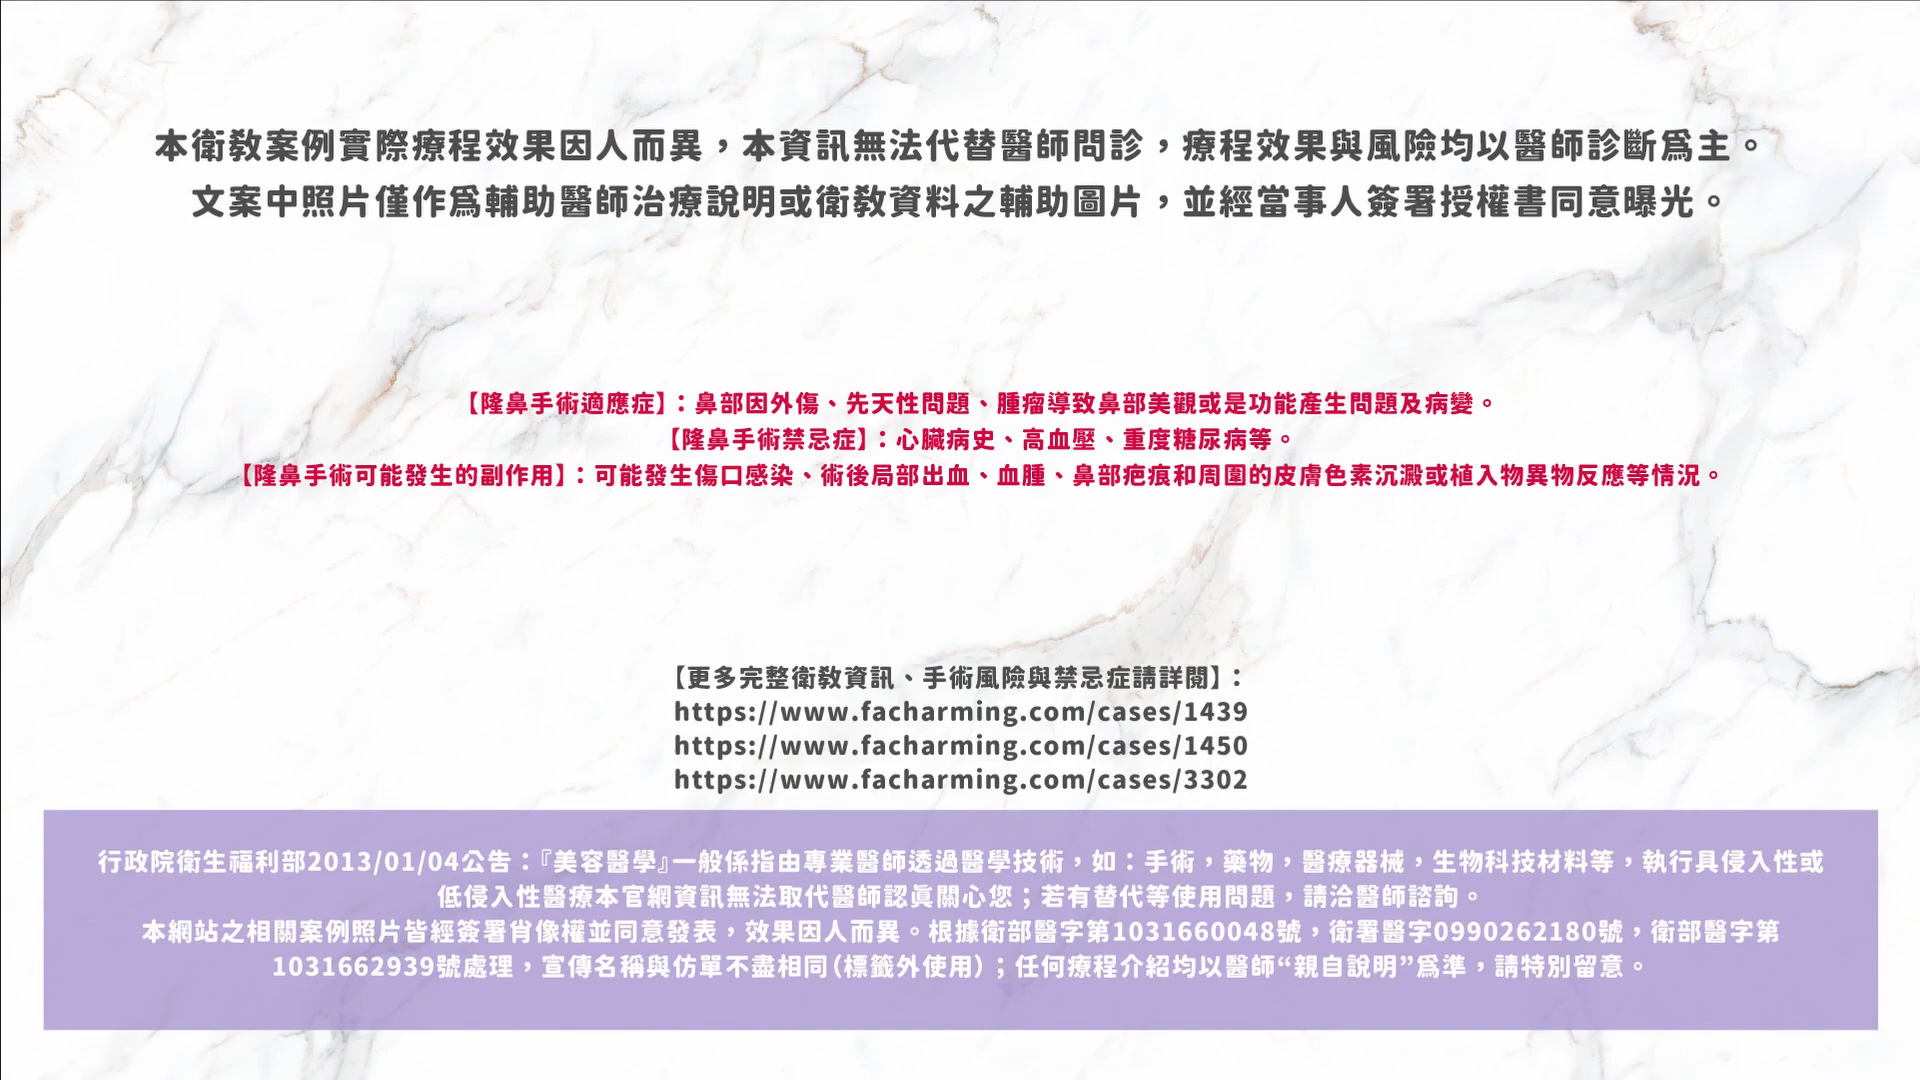 本衛教案例實際療程效果因人而異，本資訊無法代替醫師問診，療程效果與風險均以醫師診斷為主。
文案中照片僅作為輔助醫師治療說明或衛教資料之輔助圖片，並經當事人簽署授權書同意曝光。
【隆鼻手術適應症】：鼻部因外傷、先天性問題、腫瘤導致鼻部美觀或是功能產生問題及病變。
【隆鼻手術禁忌症】：心臟病史、高血壓、重度糖尿病等。
【隆鼻手術可能發生的副作用】：可能發生傷口感染、術後局部出血、血腫、鼻部疤痕和周圍的皮膚色素沉澱或植入物異物反應等情況。
【更多完整衛教資訊、手術風險與禁忌症請詳閱】：
https://www.facharming.com/cases/1439
https://www.facharming.com/cases/1450
https://www.facharming.com/cases/3302
行政院衛生福利部2013/01/04公告：『美容醫學』一般係指由專業醫師透過醫學技術，如：手術，藥物，醫療器械，生物科技材料等，執行具侵入性或
低侵入性醫療本官網資訊無法取代醫師認真關心您；若有替代等使用問題，請洽醫師諮詢。
本網站之相關案例照片皆經簽署肖像權並同意發表，效果因人而異。根據衛部醫字第1031660048號，衛署醫字0990262180號，衛部醫字第
1031662939號處理，宣傳名稱與仿單不盡相同(標籤外使用)；任何療程介紹均以醫師“親自說明”為準，請特別留意。